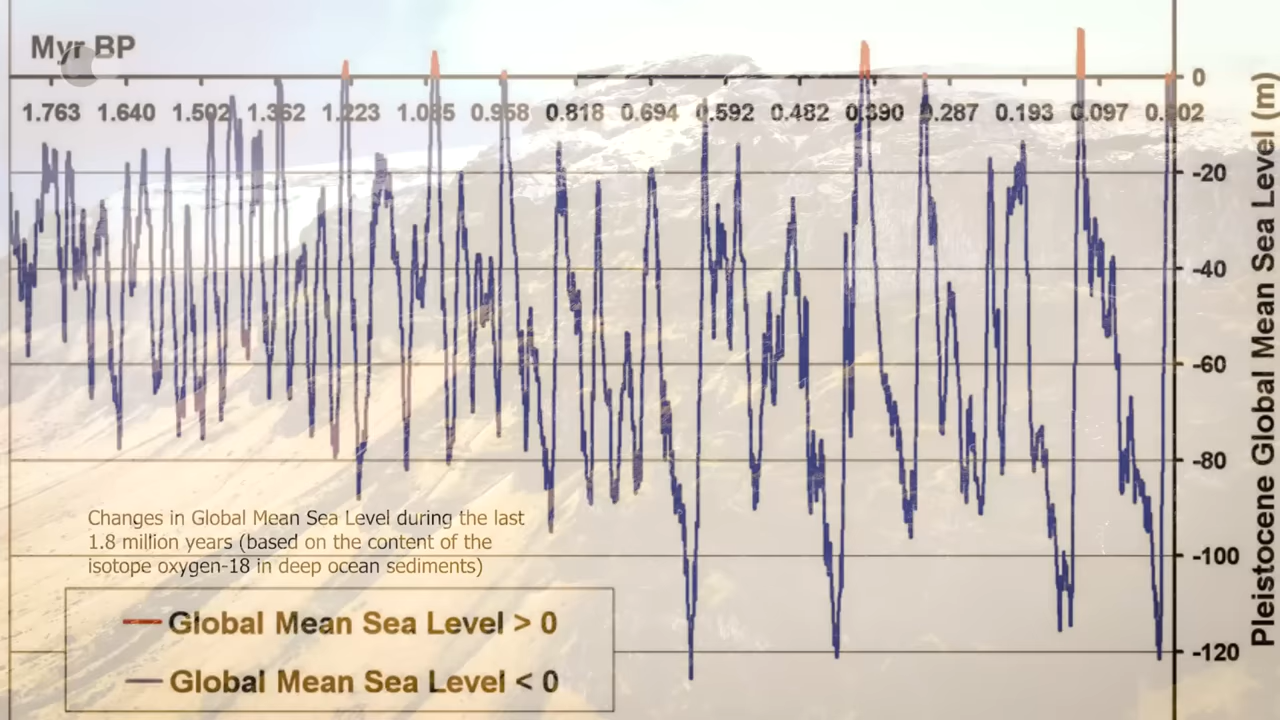 Myr BP
1.763 1.640 1.502 1.362 1.223 1.085 0.958 0.818 0.694 0.592 0.482 0.390 0.287 0.193 0.097 0.002
0
-20
-40
-60
-80
-100
-120
Pleistocene Global Mean Sea Level (m)
Changes in Global Mean Sea Level during the last
1.8 million years (based on the content of the
isotope oxygen-18 in deep ocean sediments)
Global Mean Sea Level > 0
Global Mean Sea Level < 0